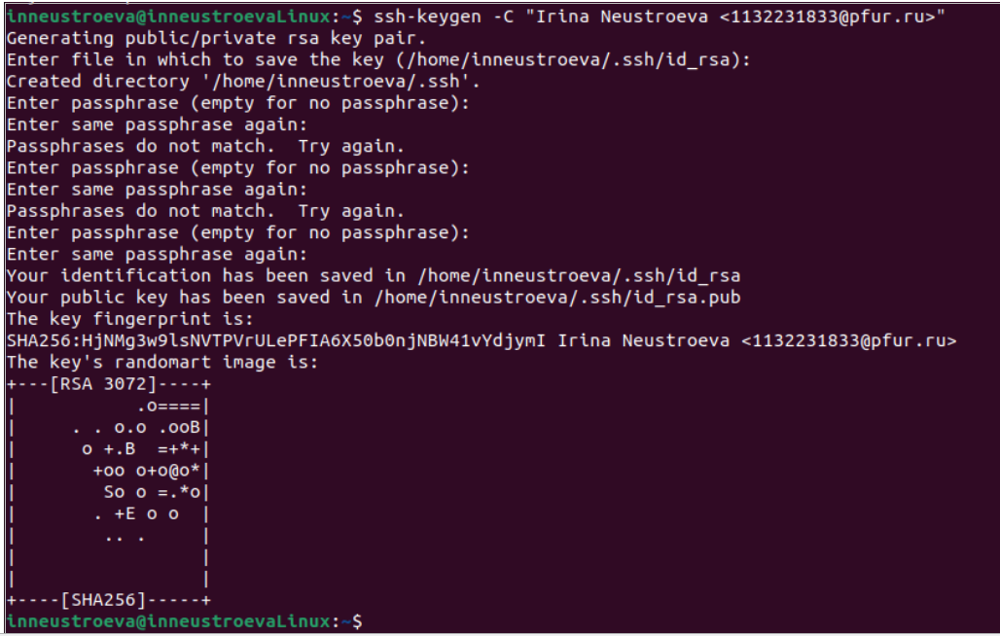 inneustroeva@inneustroevaLinux:~$ ssh-keygen -C "Irina Neustroeva <1132231833@pfur.ru>"
Generating public/private rsa key pair.
Enter file in which to save the key (/home/inneustroeva/.ssh/id_rsa):
Created directory '/home/inneustroeva/.ssh'.
Enter passphrase (empty for no passphrase):
Enter same passphrase again:
Passphrases do not match.  Try again.
Enter passphrase (empty for no passphrase):
Enter same passphrase again:
Passphrases do not match.  Try again.
Enter passphrase (empty for no passphrase):
Enter same passphrase again:
Your identification has been saved in /home/inneustroeva/.ssh/id_rsa
Your public key has been saved in /home/inneustroeva/.ssh/id_rsa.pub
The key fingerprint is:
SHA256:HjNMg3w9lsNVTPVrULePFIA6X50b0njNBW41vYdjymI Irina Neustroeva <1132231833@pfur.ru>
The key's randomart image is:
+---[RSA 3072]----+
|            .o====|
|     . . o.o .ooB|
|      o +.B  =+*+|
|       +oo o+o@o*|
|        So o =.*o|
|       . +E o o  |
|        .. .     |
|                 |
|                 |
+----[SHA256]-----+
inneustroeva@inneustroevaLinux:~$